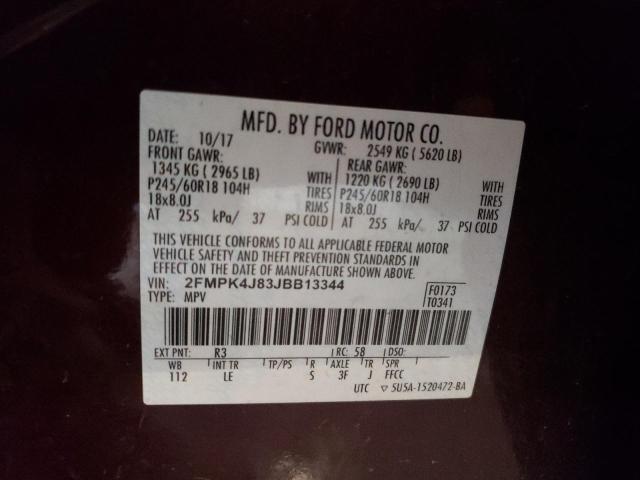 MFD. BY FORD MOTOR CO.
DATE: 10/17 GVWR: 2549 KG ( 5620 LB)
FRONT GAWR: REAR GAWR:
1345 KG ( 2965 LB) WITH 1220 KG ( 2690 LB) WITH
P245/60R18 104H TIRES P245/60R18 104H TIRES
18x8.0J RIMS 18x8.0J RIMS
AT 255 kPa/ 37 PSI COLD AT 255 kPa/ 37 PSI COLD
THIS VEHICLE CONFORMS TO ALL APPLICABLE FEDERAL MOTOR
VEHICLE SAFETY AND THEFT PREVENTION STANDARDS IN
EFFECT ON THE DATE OF MANUFACTURE SHOWN ABOVE.
VIN: 2FMPK4J83JBB13344 F0173
TYPE: MPV T0341
EXT PNT: R3 RC: 58 DSO:
WB INT TR TP/PS R AXLE TR SPR
112 LE S 3F J FFCC
UTC ▽ 5U5A-1520472-BA